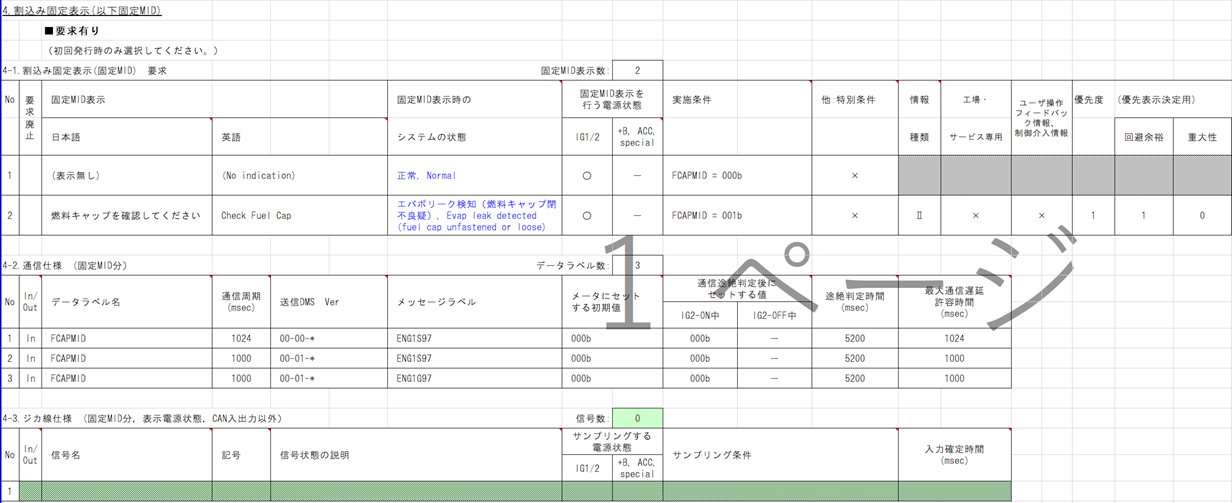 4. 割込み固定表示(以下固定MID)
■要求有り
（初回発行時のみ選択してください。）
4-1. 割込み固定表示(固定MID)　要求 固定MID表示数: 2
No 要求廃止 固定MID表示 固定MID表示時の 固定MID表示を行う電源状態 実施条件 他:特別条件 情報 工場・ ユーザ操作フィードバック情報、制御介入情報 優先度 （優先表示決定用）
日本語 英語 システムの状態 IG1/2 +B, ACC, special 種類 サービス専用 回避余裕 重大性
1 （表示無し） (No indication) 正常, Normal ○ － FCAPMID = 000b ×
2 燃料キャップを確認してください Check Fuel Cap エバポリーク検知（燃料キャップ閉不良疑）, Evap leak detected (fuel cap unfastened or loose) ○ － FCAPMID = 001b × Ⅱ × × 1 1 0
4-2. 通信仕様　（固定MID分） データラベル数: 3
No In/Out データラベル名 通信周期(msec) 送信DMS　Ver メッセージラベル メータにセットする初期値 通信途絶判定後にセットする値 途絶判定時間(msec) 最大通信遅延許容時間(msec)
IG2-ON中 IG2-OFF中
1 In FCAPMID 1024 00-00-* ENG1S97 000b 000b － 5200 1024
2 In FCAPMID 1000 00-01-* ENG1S97 000b 000b － 5200 1000
3 In FCAPMID 1000 00-01-* ENG1G97 000b 000b － 5200 1000
1 ページ
4-3. ジカ線仕様　（固定MID分, 表示電源状態, CAN入出力以外） 信号数: 0
No In/Out 信号名 記号 信号状態の説明 サンプリングする電源状態 サンプリング条件 入力確定時間(msec)
IG1/2 +B, ACC, special
1